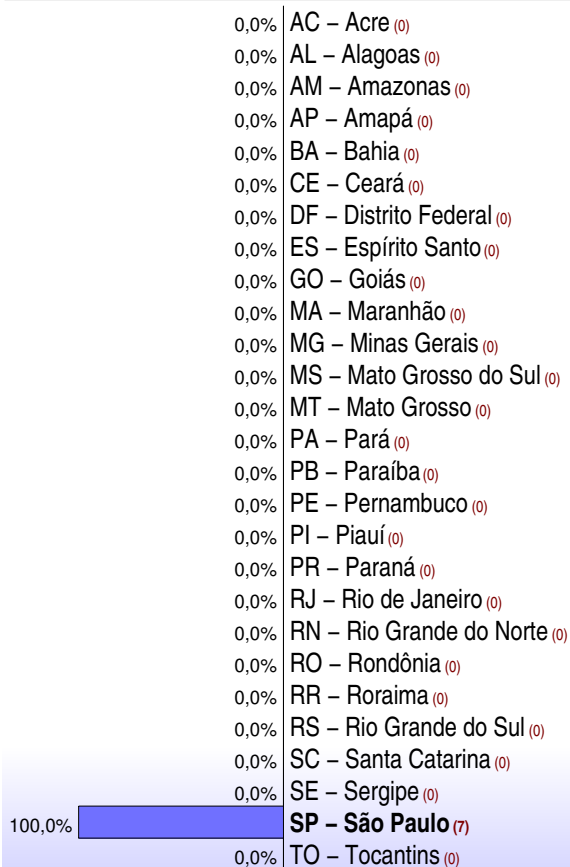 0,0% AC – Acre (0)
0,0% AL – Alagoas (0)
0,0% AM – Amazonas (0)
0,0% AP – Amapá (0)
0,0% BA – Bahia (0)
0,0% CE – Ceará (0)
0,0% DF – Distrito Federal (0)
0,0% ES – Espírito Santo (0)
0,0% GO – Goiás (0)
0,0% MA – Maranhão (0)
0,0% MG – Minas Gerais (0)
0,0% MS – Mato Grosso do Sul (0)
0,0% MT – Mato Grosso (0)
0,0% PA – Pará (0)
0,0% PB – Paraíba (0)
0,0% PE – Pernambuco (0)
0,0% PI – Piauí (0)
0,0% PR – Paraná (0)
0,0% RJ – Rio de Janeiro (0)
0,0% RN – Rio Grande do Norte (0)
0,0% RO – Rondônia (0)
0,0% RR – Roraima (0)
0,0% RS – Rio Grande do Sul (0)
0,0% SC – Santa Catarina (0)
0,0% SE – Sergipe (0)
100,0% SP – São Paulo (7)
0,0% TO – Tocantins (0)